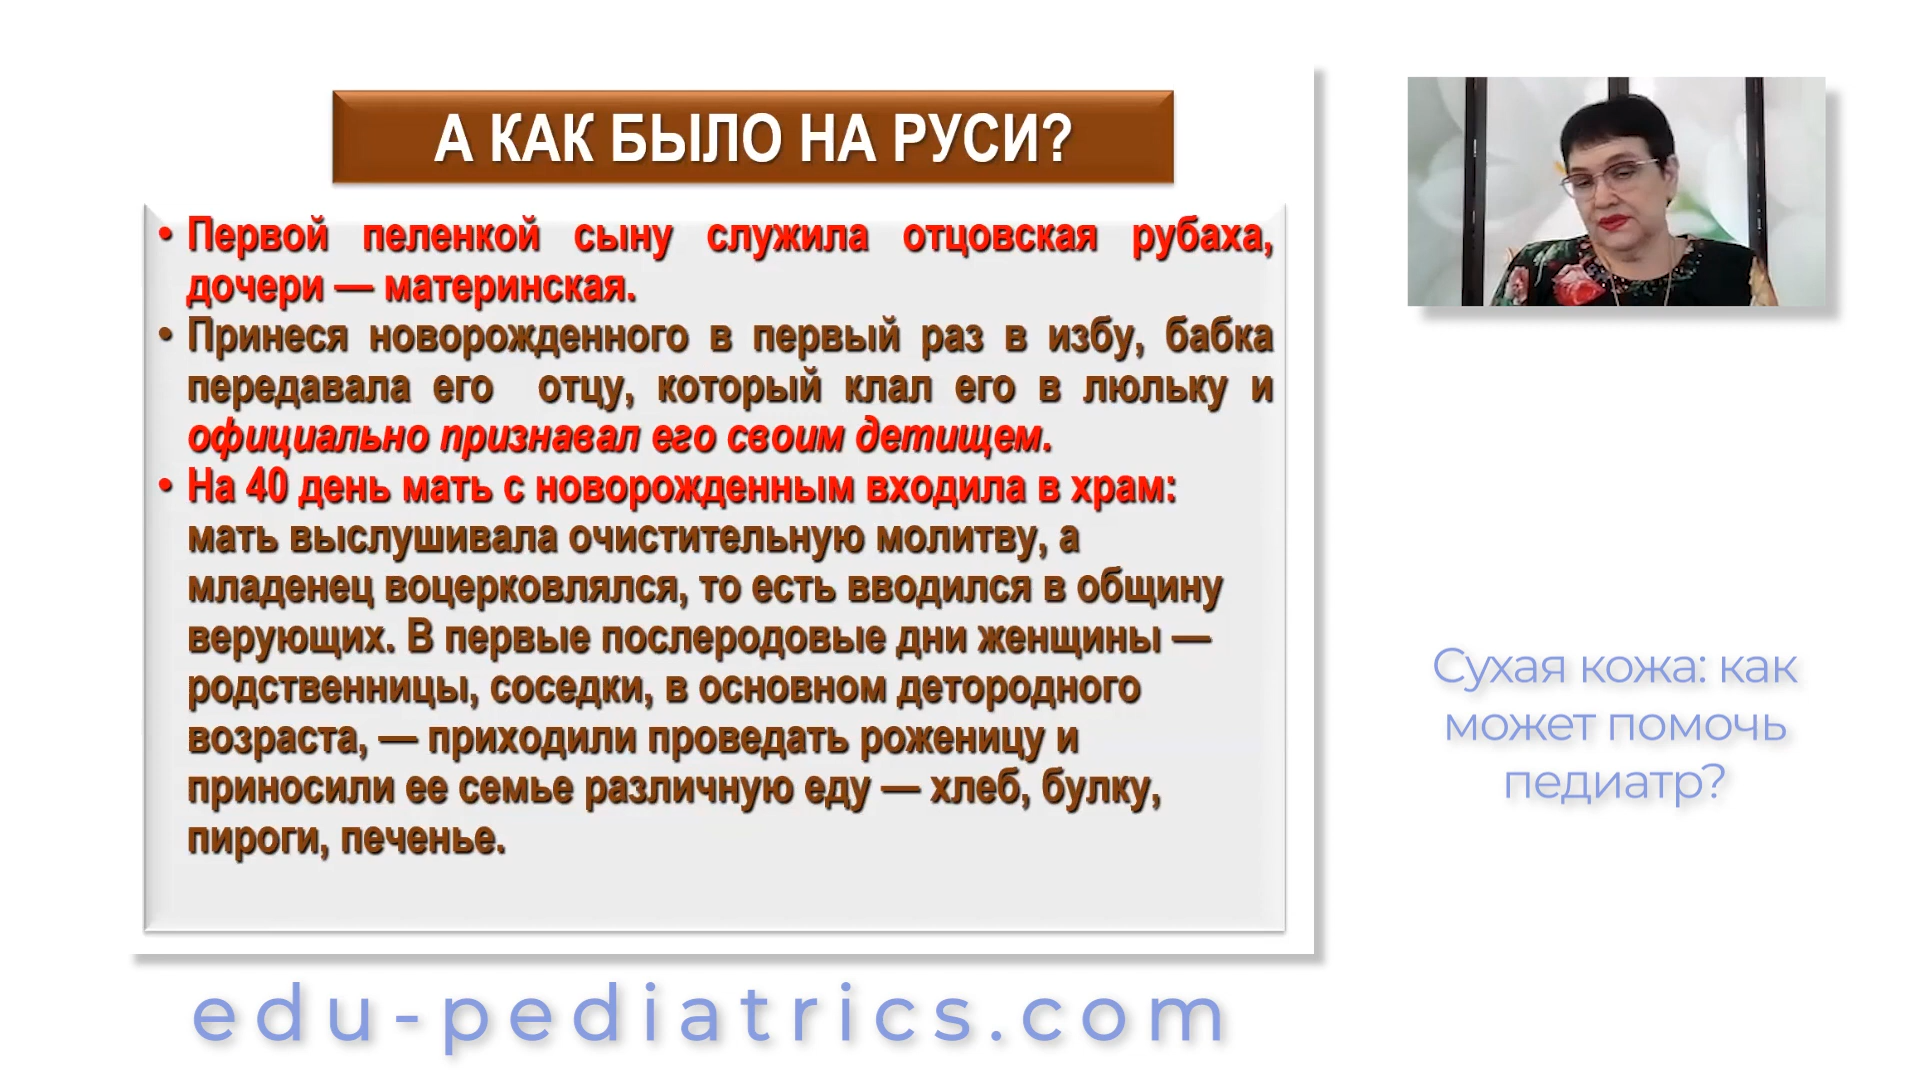 А КАК БЫЛО НА РУСИ?
• Первой пеленкой сыну служила отцовская рубаха,
дочери — материнская.
• Принеся новорожденного в первый раз в избу, бабка
передавала его отцу, который клал его в люльку и
официально признавал его своим детищем.
• На 40 день мать с новорожденным входила в храм:
мать выслушивала очистительную молитву, а
младенец воцерковлялся, то есть вводился в общину
верующих. В первые послеродовые дни женщины —
родственницы, соседки, в основном детородного
возраста, — приходили проведать роженицу и
приносили ее семье различную еду — хлеб, булку,
пироги, печенье.
Сухая кожа: как
может помочь
педиатр?
edu-pediatrics.com